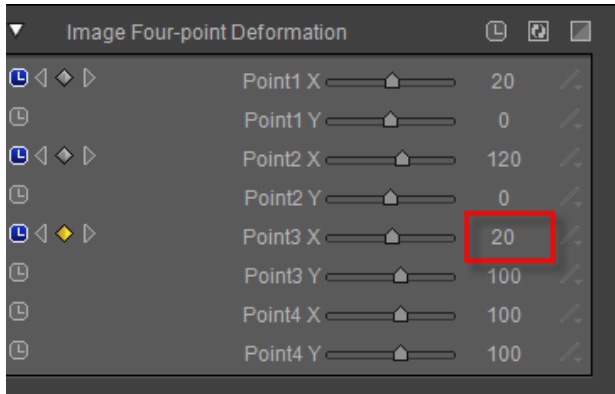 Image Four-point Deformation
Point1 X 20
Point1 Y 0
Point2 X 120
Point2 Y 0
Point3 X 20
Point3 Y 100
Point4 X 100
Point4 Y 100